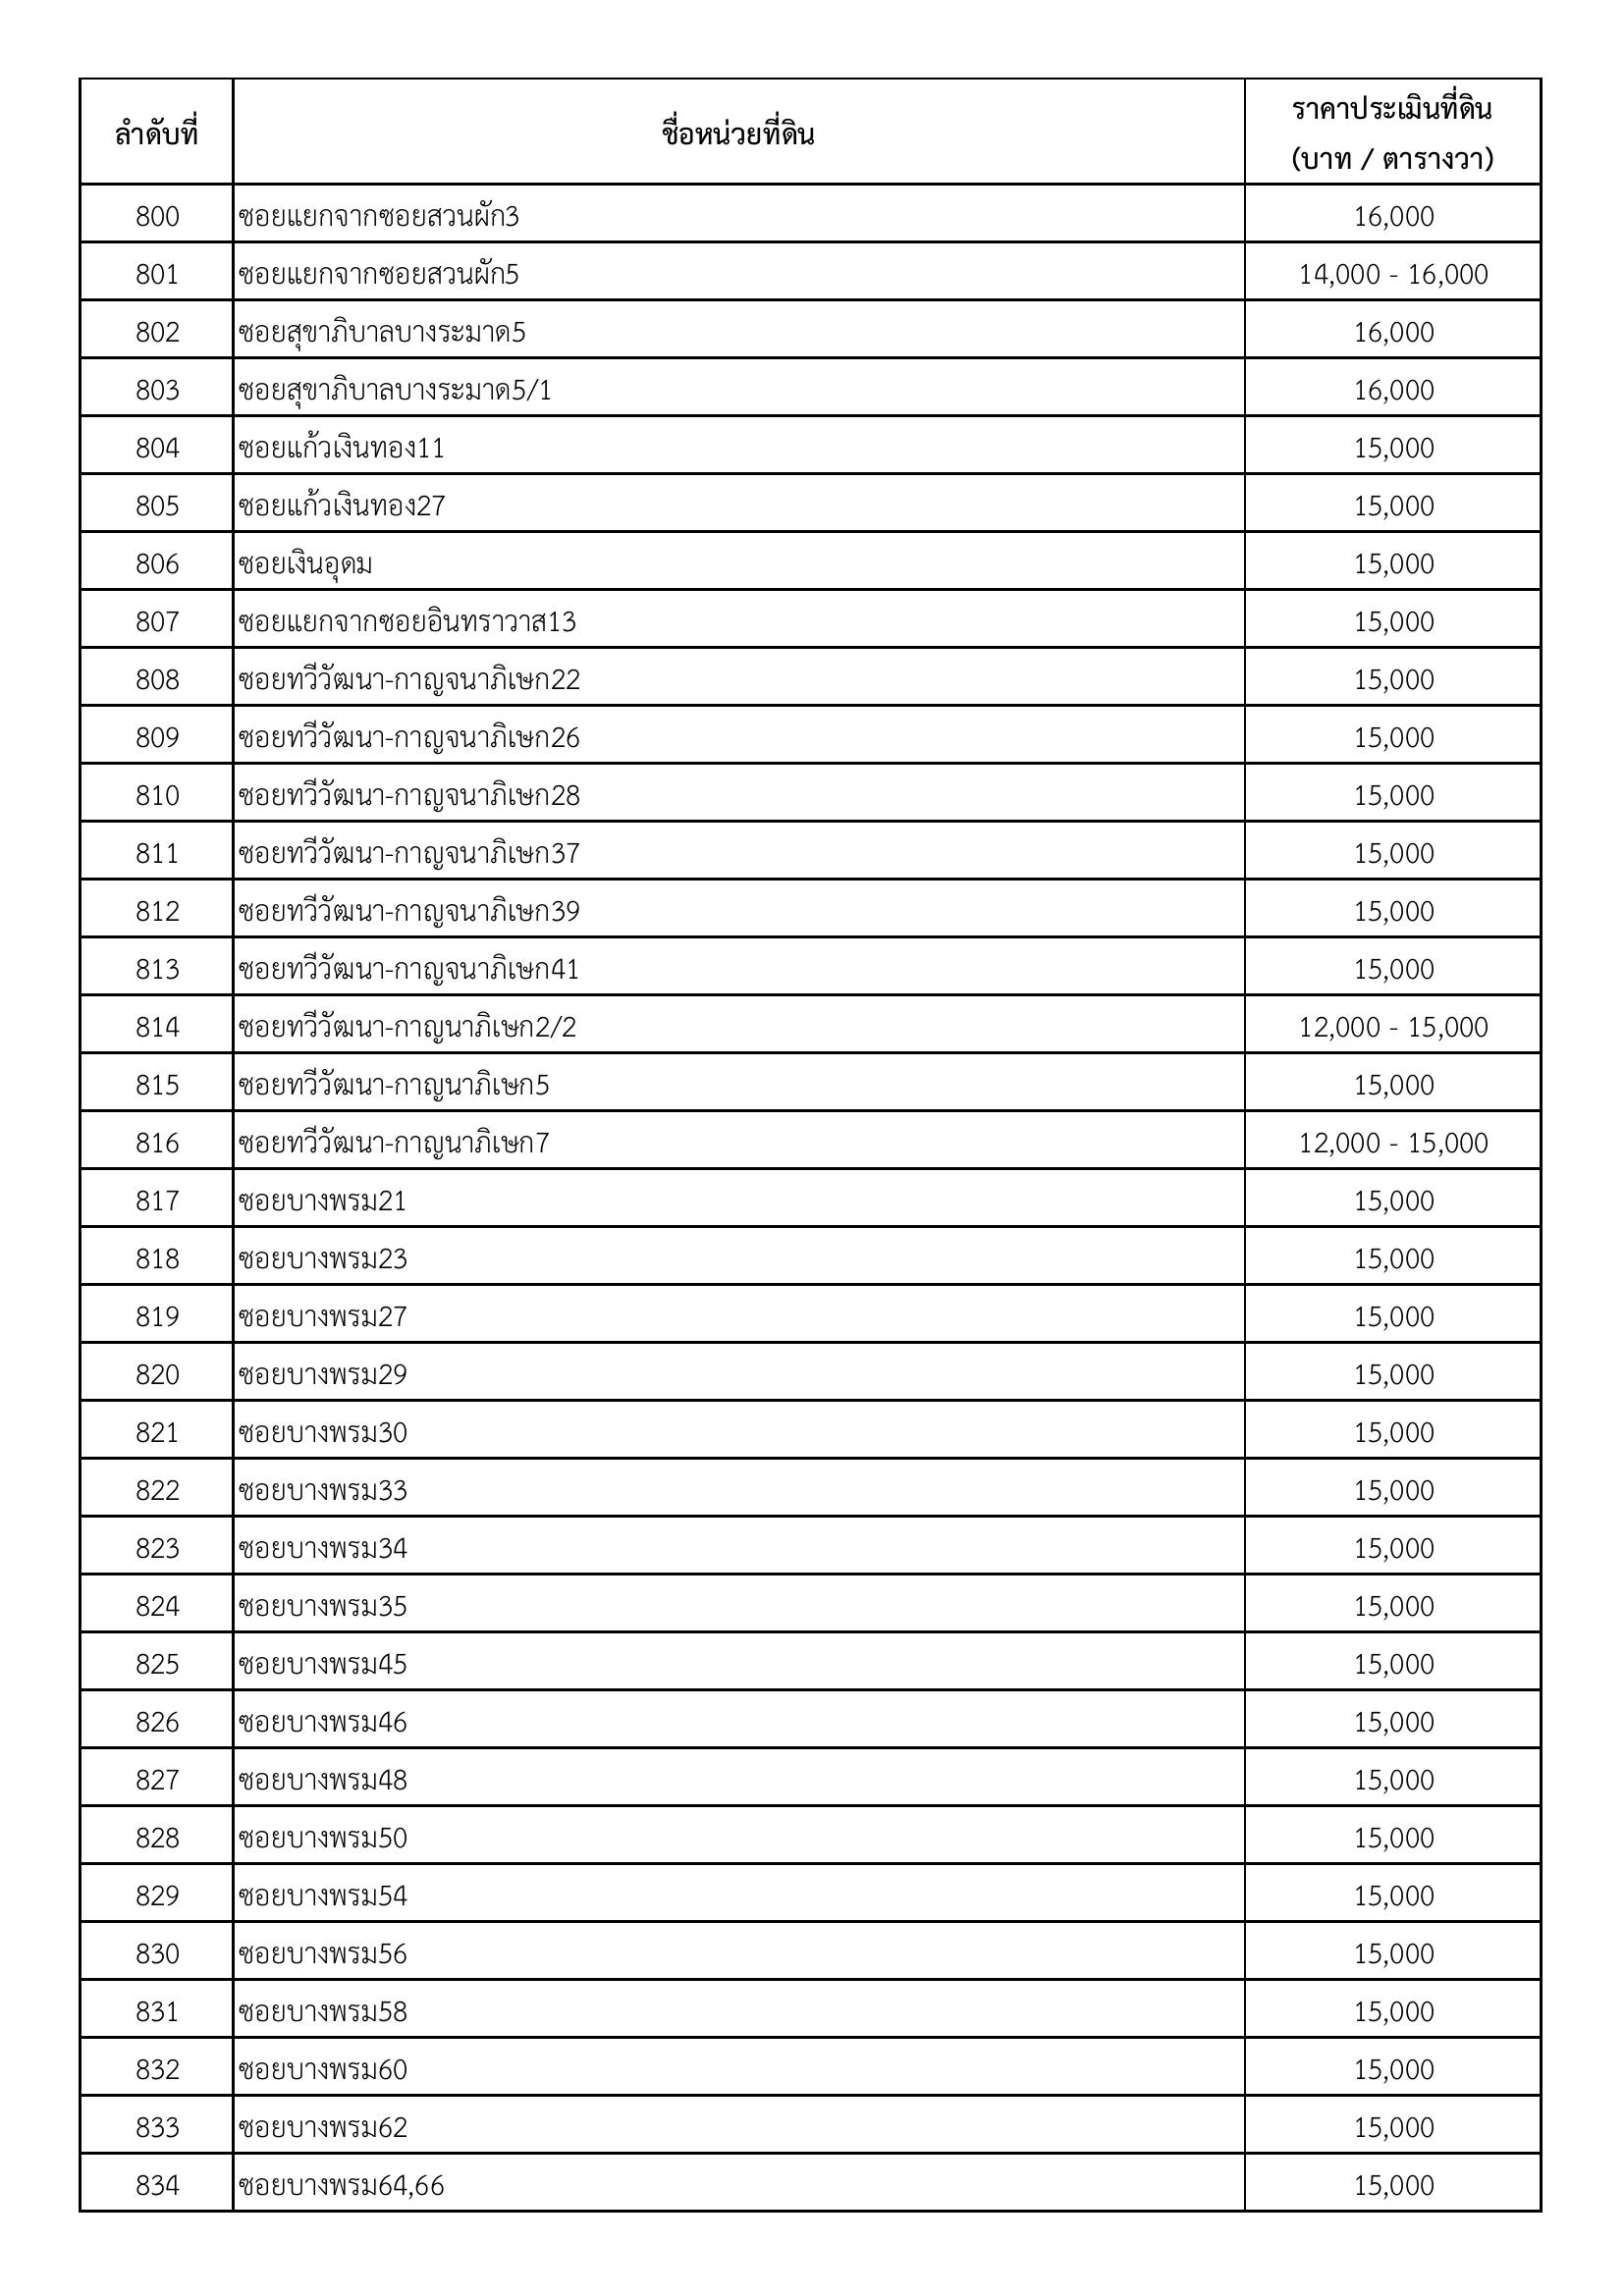 ลำดับที่ ชื่อหน่วยที่ดิน ราคาประเมินที่ดิน
(บาท / ตารางวา)
800 ซอยแยกจากซอยสวนผัก3 16,000
801 ซอยแยกจากซอยสวนผัก5 14,000 - 16,000
802 ซอยสุขาภิบาลบางระมาด5 16,000
803 ซอยสุขาภิบาลบางระมาด5/1 16,000
804 ซอยแก้วเงินทอง11 15,000
805 ซอยแก้วเงินทอง27 15,000
806 ซอยเงินอุดม 15,000
807 ซอยแยกจากซอยอินทราวาส13 15,000
808 ซอยทวีวัฒนา-กาญจนาภิเษก22 15,000
809 ซอยทวีวัฒนา-กาญจนาภิเษก26 15,000
810 ซอยทวีวัฒนา-กาญจนาภิเษก28 15,000
811 ซอยทวีวัฒนา-กาญจนาภิเษก37 15,000
812 ซอยทวีวัฒนา-กาญจนาภิเษก39 15,000
813 ซอยทวีวัฒนา-กาญจนาภิเษก41 15,000
814 ซอยทวีวัฒนา-กาญนาภิเษก2/2 12,000 - 15,000
815 ซอยทวีวัฒนา-กาญนาภิเษก5 15,000
816 ซอยทวีวัฒนา-กาญนาภิเษก7 12,000 - 15,000
817 ซอยบางพรม21 15,000
818 ซอยบางพรม23 15,000
819 ซอยบางพรม27 15,000
820 ซอยบางพรม29 15,000
821 ซอยบางพรม30 15,000
822 ซอยบางพรม33 15,000
823 ซอยบางพรม34 15,000
824 ซอยบางพรม35 15,000
825 ซอยบางพรม45 15,000
826 ซอยบางพรม46 15,000
827 ซอยบางพรม48 15,000
828 ซอยบางพรม50 15,000
829 ซอยบางพรม54 15,000
830 ซอยบางพรม56 15,000
831 ซอยบางพรม58 15,000
832 ซอยบางพรม60 15,000
833 ซอยบางพรม62 15,000
834 ซอยบางพรม64,66 15,000